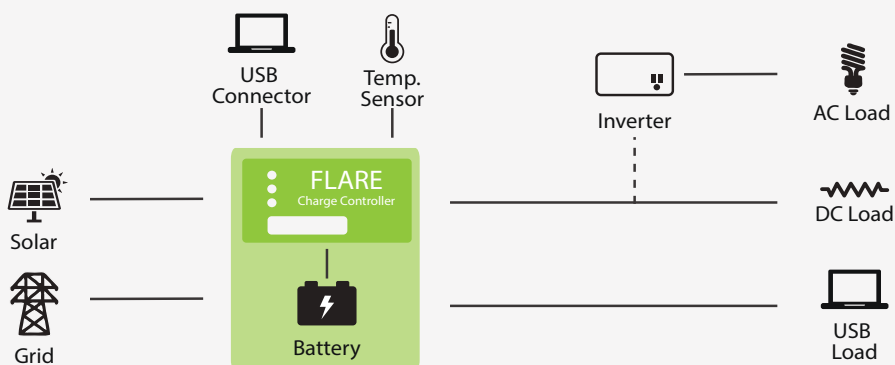 USB
Connector
Temp.
Sensor
Inverter
AC Load
FLARE
Charge Controller
Solar
DC Load
Grid
Battery
USB
Load